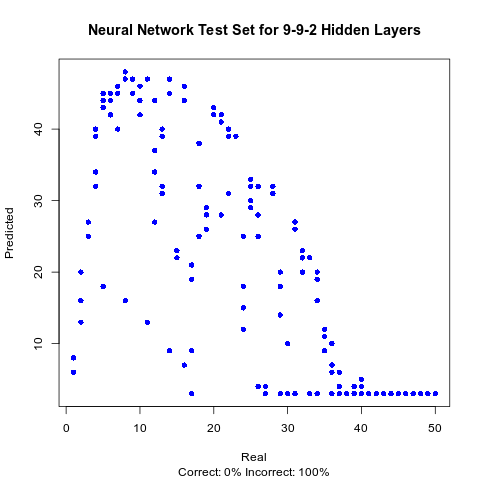 Neural Network Test Set for 9-9-2 Hidden Layers
Predicted
40
30
20
10
0 10 20 30 40 50
Real
Correct: 0% Incorrect: 100%